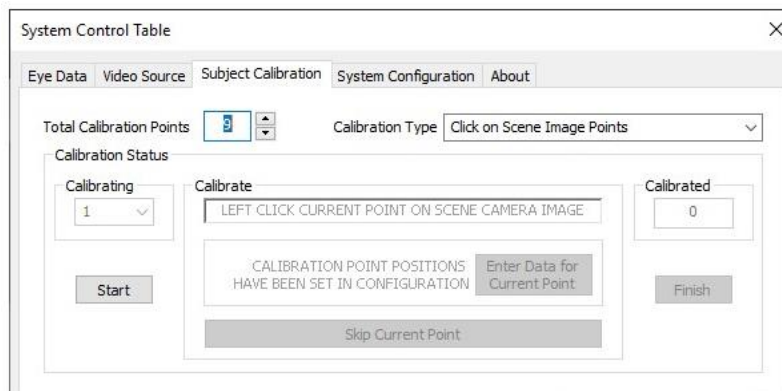 System Control Table
Eye Data Video Source Subject Calibration System Configuration About
Total Calibration Points 9 Calibration Type Click on Scene Image Points
Calibration Status
Calibrating Calibrate Calibrated
1 LEFT CLICK CURRENT POINT ON SCENE CAMERA IMAGE 0
CALIBRATION POINT POSITIONS
HAVE BEEN SET IN CONFIGURATION
Enter Data for
Current Point
Start Finish
Skip Current Point